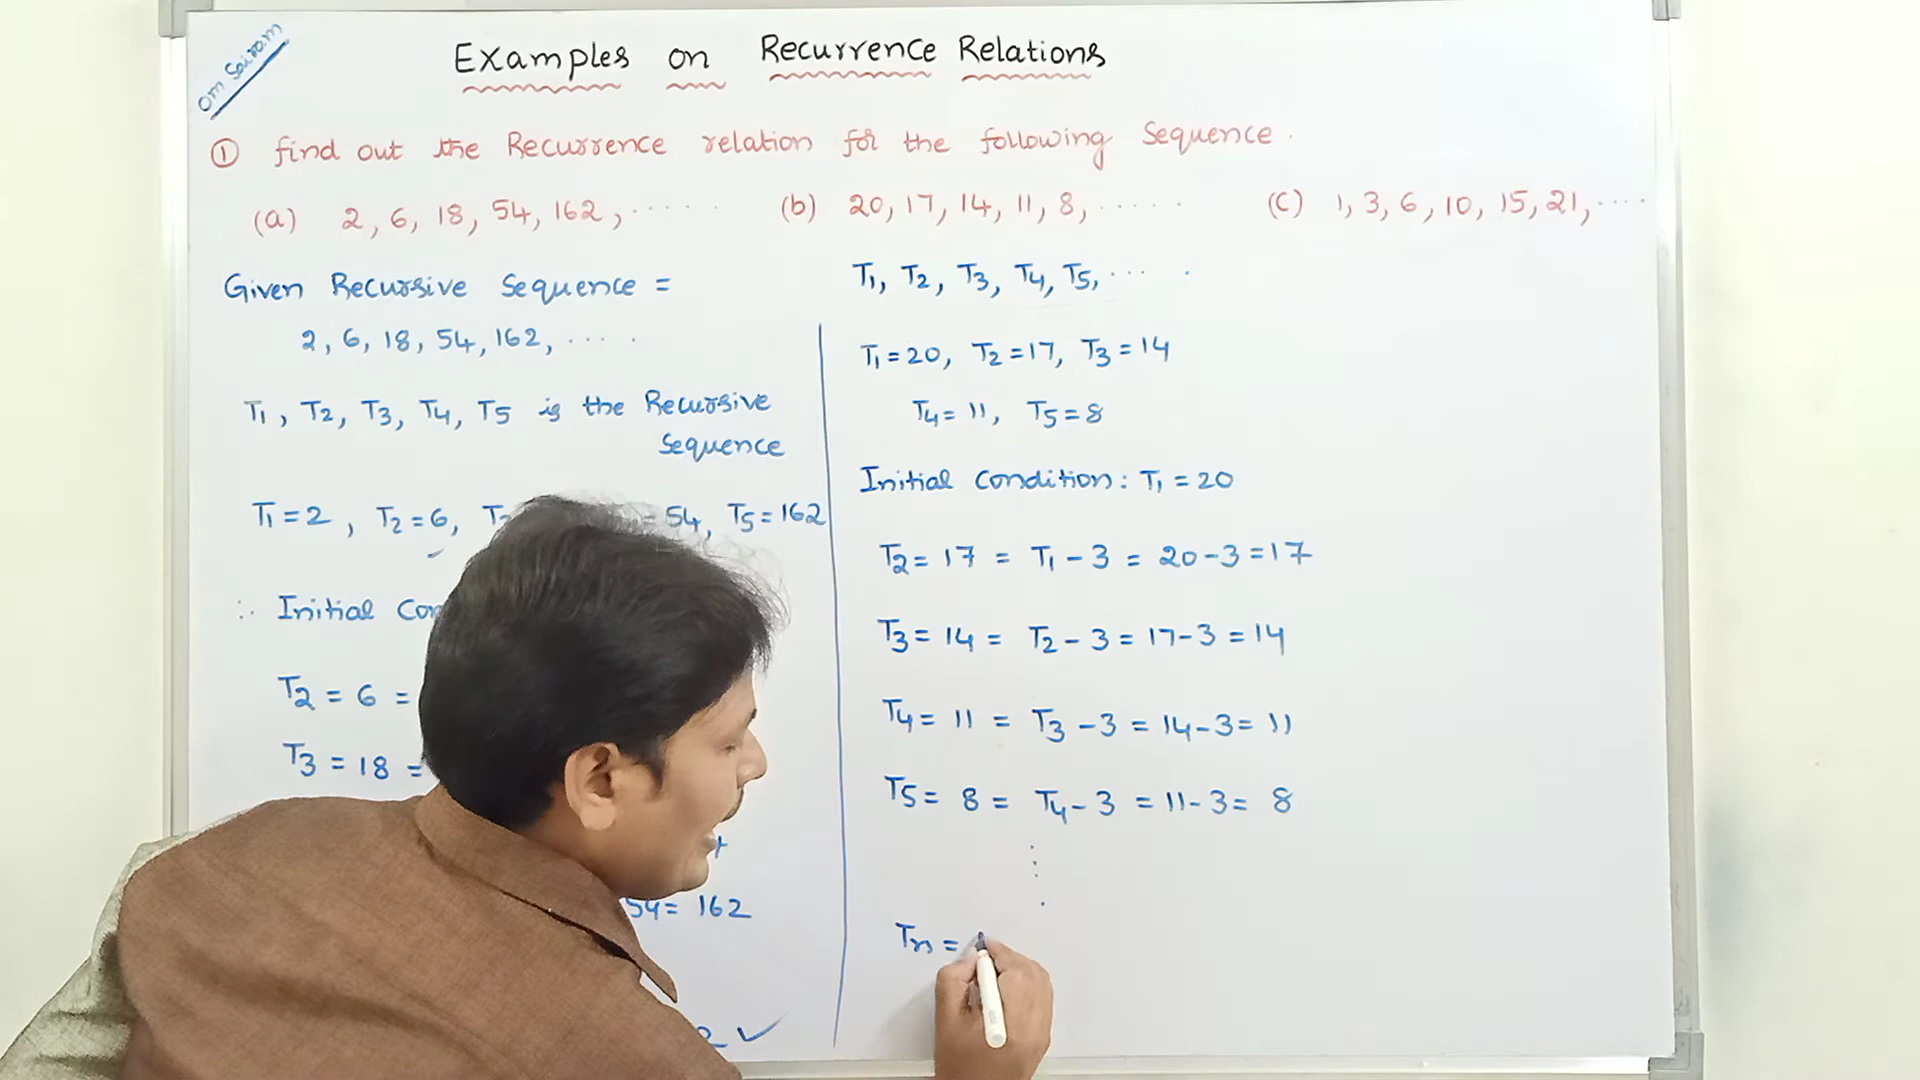 Om Sairam
Examples on Recurrence Relations
① find out the Recurrence relation for the following Sequence.
(a) 2, 6, 18, 54, 162, ..... (b) 20, 17, 14, 11, 8, ..... (c) 1, 3, 6, 10, 15, 21, ....
Given Recursive Sequence =
2, 6, 18, 54, 162, ....
T1, T2, T3, T4, T5 is the Recursive
Sequence
T1 = 2, T2 = 6, = 54, T5 = 162
∴ Initial
T2 = 6 =
T3 = 18 =
54 = 162
2 ✓
T1, T2, T3, T4, T5, ....
T1 = 20, T2 = 17, T3 = 14
T4 = 11, T5 = 8
Initial Condition: T1 = 20
T2 = 17 = T1 - 3 = 20 - 3 = 17
T3 = 14 = T2 - 3 = 17 - 3 = 14
T4 = 11 = T3 - 3 = 14 - 3 = 11
T5 = 8 = T4 - 3 = 11 - 3 = 8
⋮
Tn =